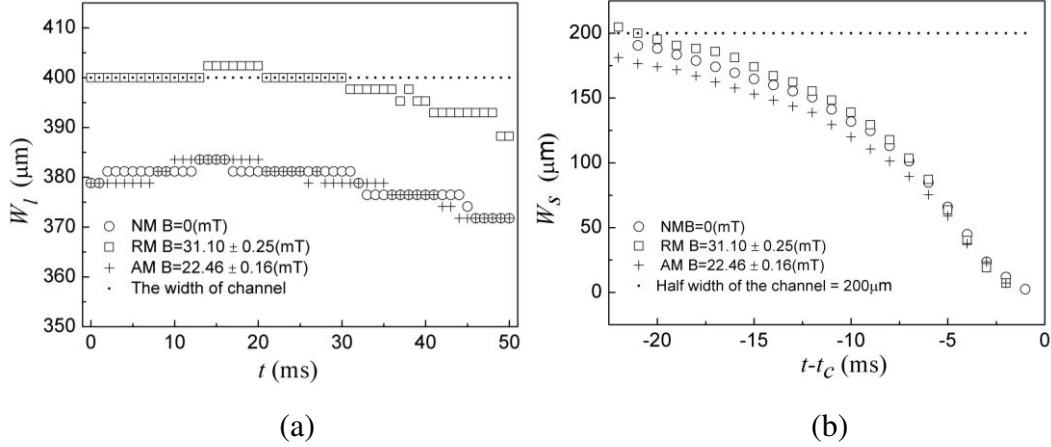 410
400
390
380
370
360
350
W_l (μm)
NM B=0(mT)
RM B=31.10 ± 0.25(mT)
AM B=22.46 ± 0.16(mT)
The width of channel
0 10 20 30 40 50
t (ms)
(a)
200
150
100
50
0
W_s (μm)
NMB=0(mT)
RM B=31.10 ± 0.25(mT)
AM B=22.46 ± 0.16(mT)
Half width of the channel = 200μm
-20 -15 -10 -5 0
t-t_c (ms)
(b)